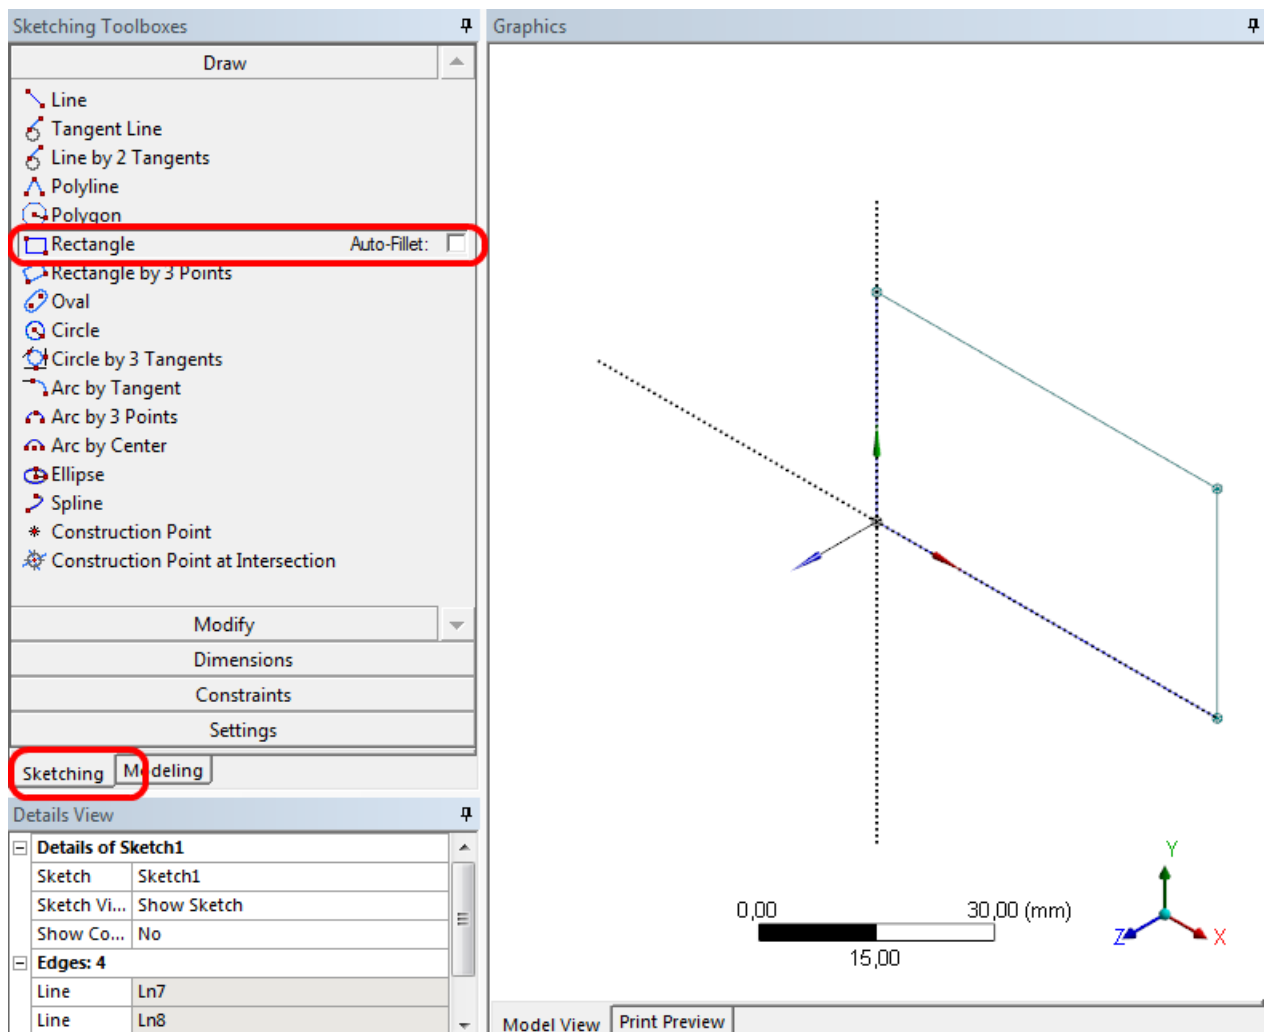 Sketching Toolboxes
Draw
Line
Tangent Line
Line by 2 Tangents
Polyline
Polygon
Rectangle Auto-Fillet:
Rectangle by 3 Points
Oval
Circle
Circle by 3 Tangents
Arc by Tangent
Arc by 3 Points
Arc by Center
Ellipse
Spline
Construction Point
Construction Point at Intersection
Modify
Dimensions
Constraints
Settings
Sketching Modeling
Details View
Details of Sketch1
Sketch Sketch1
Sketch Vi... Show Sketch
Show Co... No
Edges: 4
Line Ln7
Line Ln8
Graphics
0,00 30,00 (mm)
15,00
Y
Z X
Model View Print Preview